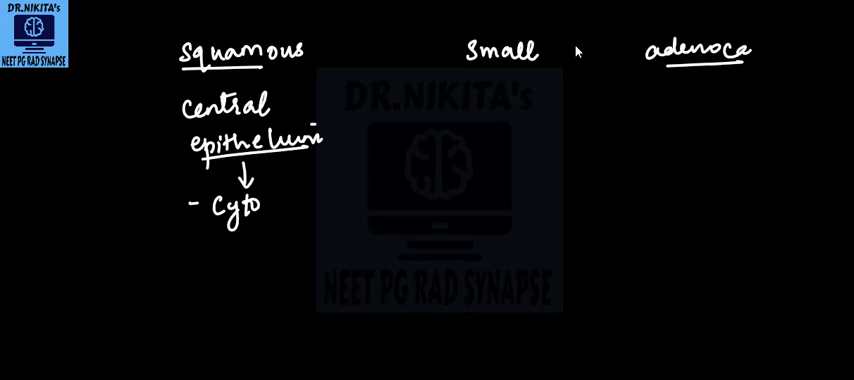 DR.NIKITA's
NEET PG RAD SYNAPSE
Squamous small adenoca
central
epithelium
↓
- Cyto
DR.NIKITA's
NEET PG RAD SYNAPSE